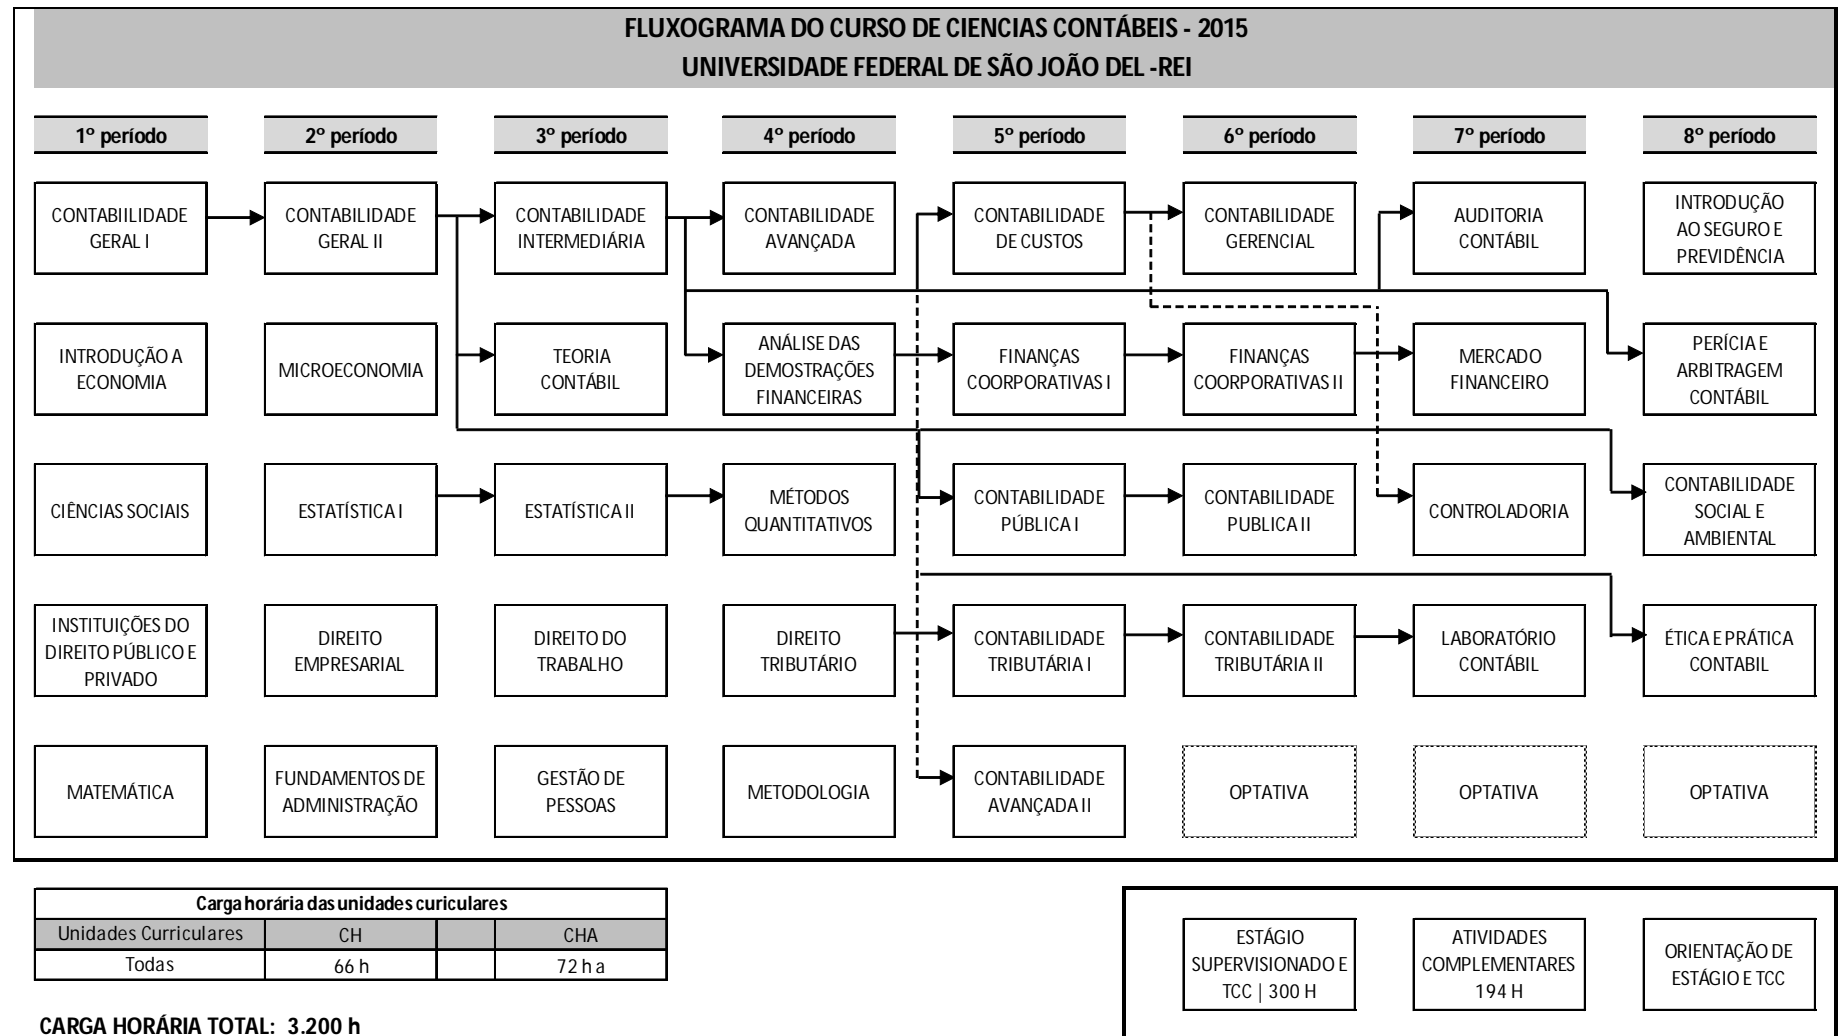 FLUXOGRAMA DO CURSO DE CIENCIAS CONTÁBEIS - 2015
UNIVERSIDADE FEDERAL DE SÃO JOÃO DEL -REI
1º período
2º período
3º período
4º período
5º período
6º período
7º período
8º período
CONTABIILIDADE
GERAL I
CONTABILIDADE
GERAL II
CONTABILIDADE
INTERMEDIÁRIA
CONTABILIDADE
AVANÇADA
CONTABILIDADE
DE CUSTOS
CONTABILIDADE
GERENCIAL
AUDITORIA
CONTÁBIL
INTRODUÇÃO
AO SEGURO E
PREVIDÊNCIA
INTRODUÇÃO A
ECONOMIA
MICROECONOMIA
TEORIA
CONTÁBIL
ANÁLISE DAS
DEMOSTRAÇÕES
FINANCEIRAS
FINANÇAS
COORPORATIVAS I
FINANÇAS
COORPORATIVAS II
MERCADO
FINANCEIRO
PERÍCIA E
ARBITRAGEM
CONTÁBIL
CIÊNCIAS SOCIAIS
ESTATÍSTICA I
ESTATÍSTICA II
MÉTODOS
QUANTITATIVOS
CONTABILIDADE
PÚBLICA I
CONTABILIDADE
PUBLICA II
CONTROLADORIA
CONTABILIDADE
SOCIAL E
AMBIENTAL
INSTITUIÇÕES DO
DIREITO PÚBLICO E
PRIVADO
DIREITO
EMPRESARIAL
DIREITO DO
TRABALHO
DIREITO
TRIBUTÁRIO
CONTABILIDADE
TRIBUTÁRIA I
CONTABILIDADE
TRIBUTÁRIA II
LABORATÓRIO
CONTÁBIL
ÉTICA E PRÁTICA
CONTABIL
MATEMÁTICA
FUNDAMENTOS DE
ADMINISTRAÇÃO
GESTÃO DE
PESSOAS
METODOLOGIA
CONTABILIDADE
AVANÇADA II
OPTATIVA
OPTATIVA
OPTATIVA
Carga horária das unidades curiculares
Unidades Curriculares CH CHA
Todas 66 h 72 h a
CARGA HORÁRIA TOTAL: 3.200 h
ESTÁGIO
SUPERVISIONADO E
TCC | 300 H
ATIVIDADES
COMPLEMENTARES
194 H
ORIENTAÇÃO DE
ESTÁGIO E TCC